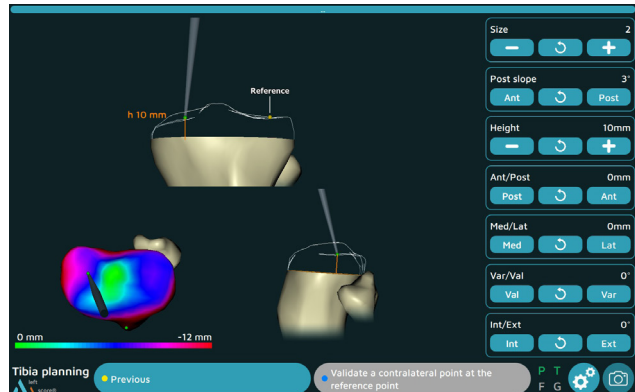 Size 2
Reference
h 10 mm
Post slope 3°
Ant Post
Height 10mm
Ant/Post 0mm
Post Ant
Med/Lat 0mm
Med Lat
Var/Val 0°
Val Var
0 mm -12 mm
Int/Ext 0°
Int Ext
Tibia planning
left
Previous
Validate a contralateral point at the
reference point
P T
F G